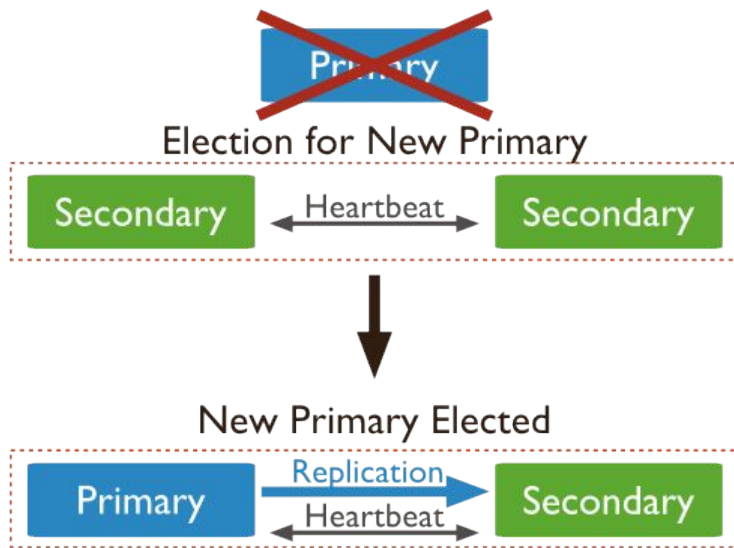 Primary
Election for New Primary
Secondary Heartbeat Secondary
New Primary Elected
Replication
Primary Secondary
Heartbeat